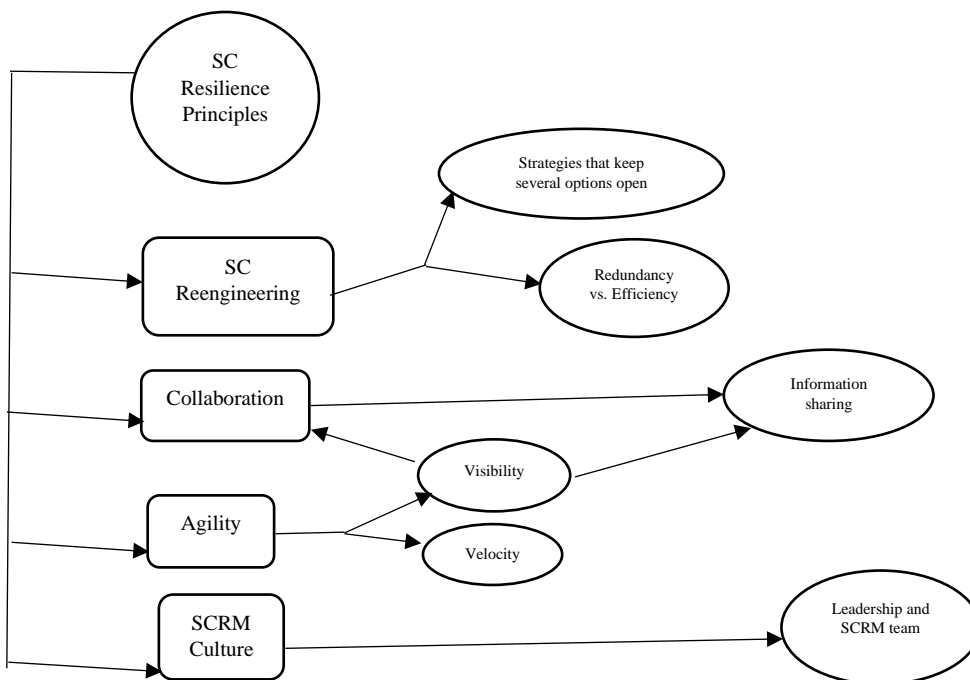 SC
Resilience
Principles
Strategies that keep
several options open
SC
Reengineering
Redundancy
vs. Efficiency
Collaboration
Information
sharing
Visibility
Agility
Velocity
SCRM
Culture
Leadership and
SCRM team